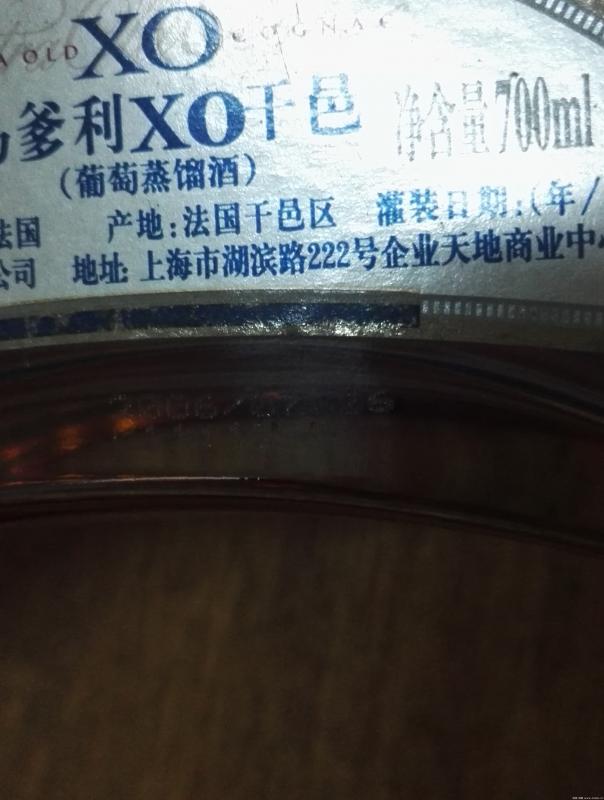 A OLD XO COGNAC
爹利XO干邑 净含量700ml
(葡萄蒸馏酒)
法国 产地:法国干邑区 灌装日期:(年/
公司 地址: 上海市湖滨路222号企业天地商业中